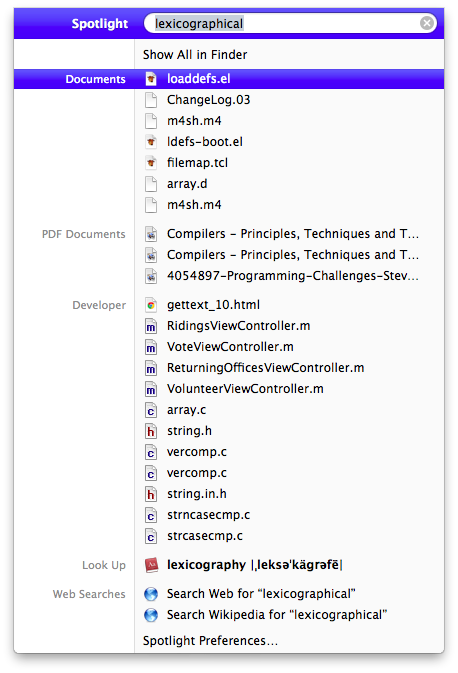 Spotlight lexicographical
Show All in Finder
Documents loaddefs.el
ChangeLog.03
m4sh.m4
ldefs-boot.el
filemap.tcl
array.d
m4sh.m4
PDF Documents Compilers - Principles, Techniques and T...
Compilers - Principles, Techniques and T...
4054897-Programming-Challenges-Stev...
Developer gettext_10.html
m RidingsViewController.m
m VoteViewController.m
m ReturningOfficesViewController.m
m VolunteerViewController.m
c array.c
h string.h
c vercomp.c
c vercomp.c
h string.in.h
c strncasecmp.c
c strcasecmp.c
Look Up Aa lexicography |ˌleksəˈkägrəfē|
Web Searches Search Web for “lexicographical”
Search Wikipedia for “lexicographical”
Spotlight Preferences...